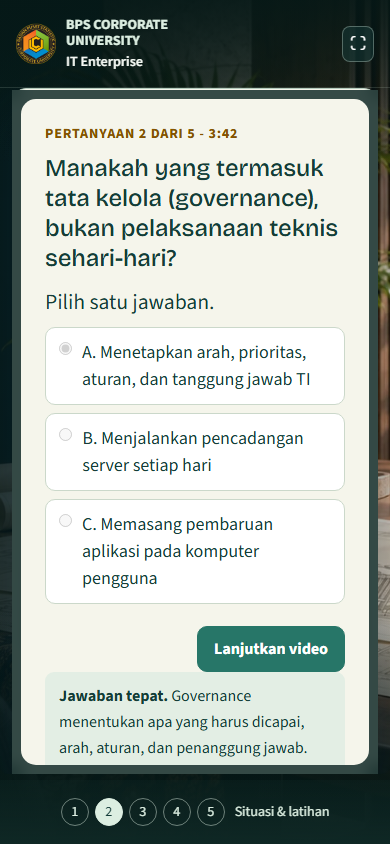 BPS CORPORATE
UNIVERSITY
IT Enterprise
PERTANYAAN 2 DARI 5 - 3:42
Manakah yang termasuk
tata kelola (governance),
bukan pelaksanaan teknis
sehari-hari?
Pilih satu jawaban.
A. Menetapkan arah, prioritas,
aturan, dan tanggung jawab TI
B. Menjalankan pencadangan
server setiap hari
C. Memasang pembaruan
aplikasi pada komputer
pengguna
Lanjutkan video
Jawaban tepat. Governance
menentukan apa yang harus dicapai,
arah, aturan, dan penanggung jawab.
1 2 3 4 5 Situasi & latihan